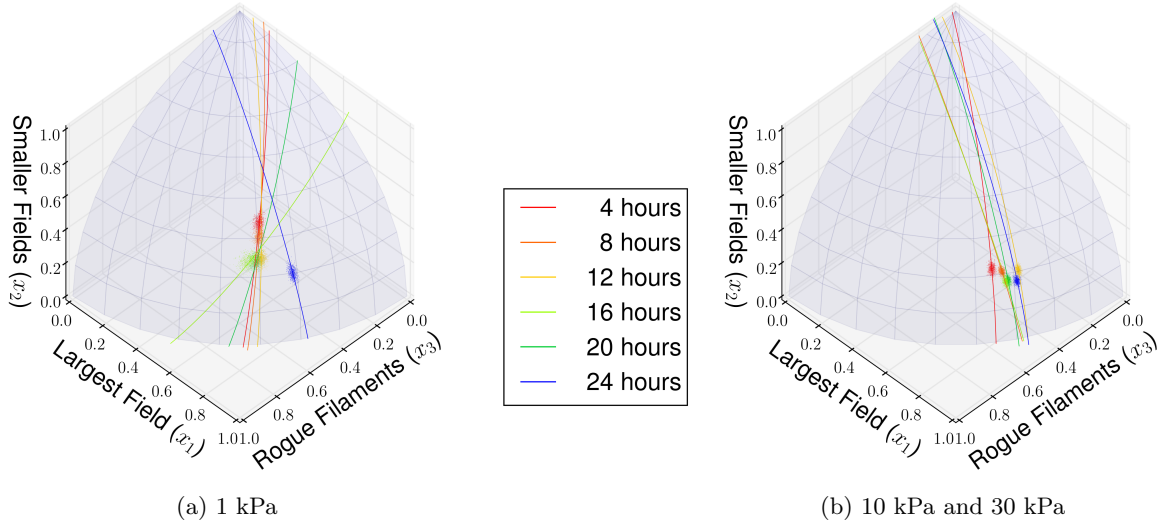 Smaller Fields (x₂)
1.0
0.8
0.6
0.4
0.2
0.0
0.0
0.2
0.4
0.6
0.8
1.0
Largest Field (x₁)
1.0
0.8
0.6
0.4
0.2
0.0
Rogue Filaments (x₃)
(a) 1 kPa
4 hours
8 hours
12 hours
16 hours
20 hours
24 hours
Smaller Fields (x₂)
1.0
0.8
0.6
0.4
0.2
0.0
0.0
0.2
0.4
0.6
0.8
1.0
Largest Field (x₁)
1.0
0.8
0.6
0.4
0.2
0.0
Rogue Filaments (x₃)
(b) 10 kPa and 30 kPa